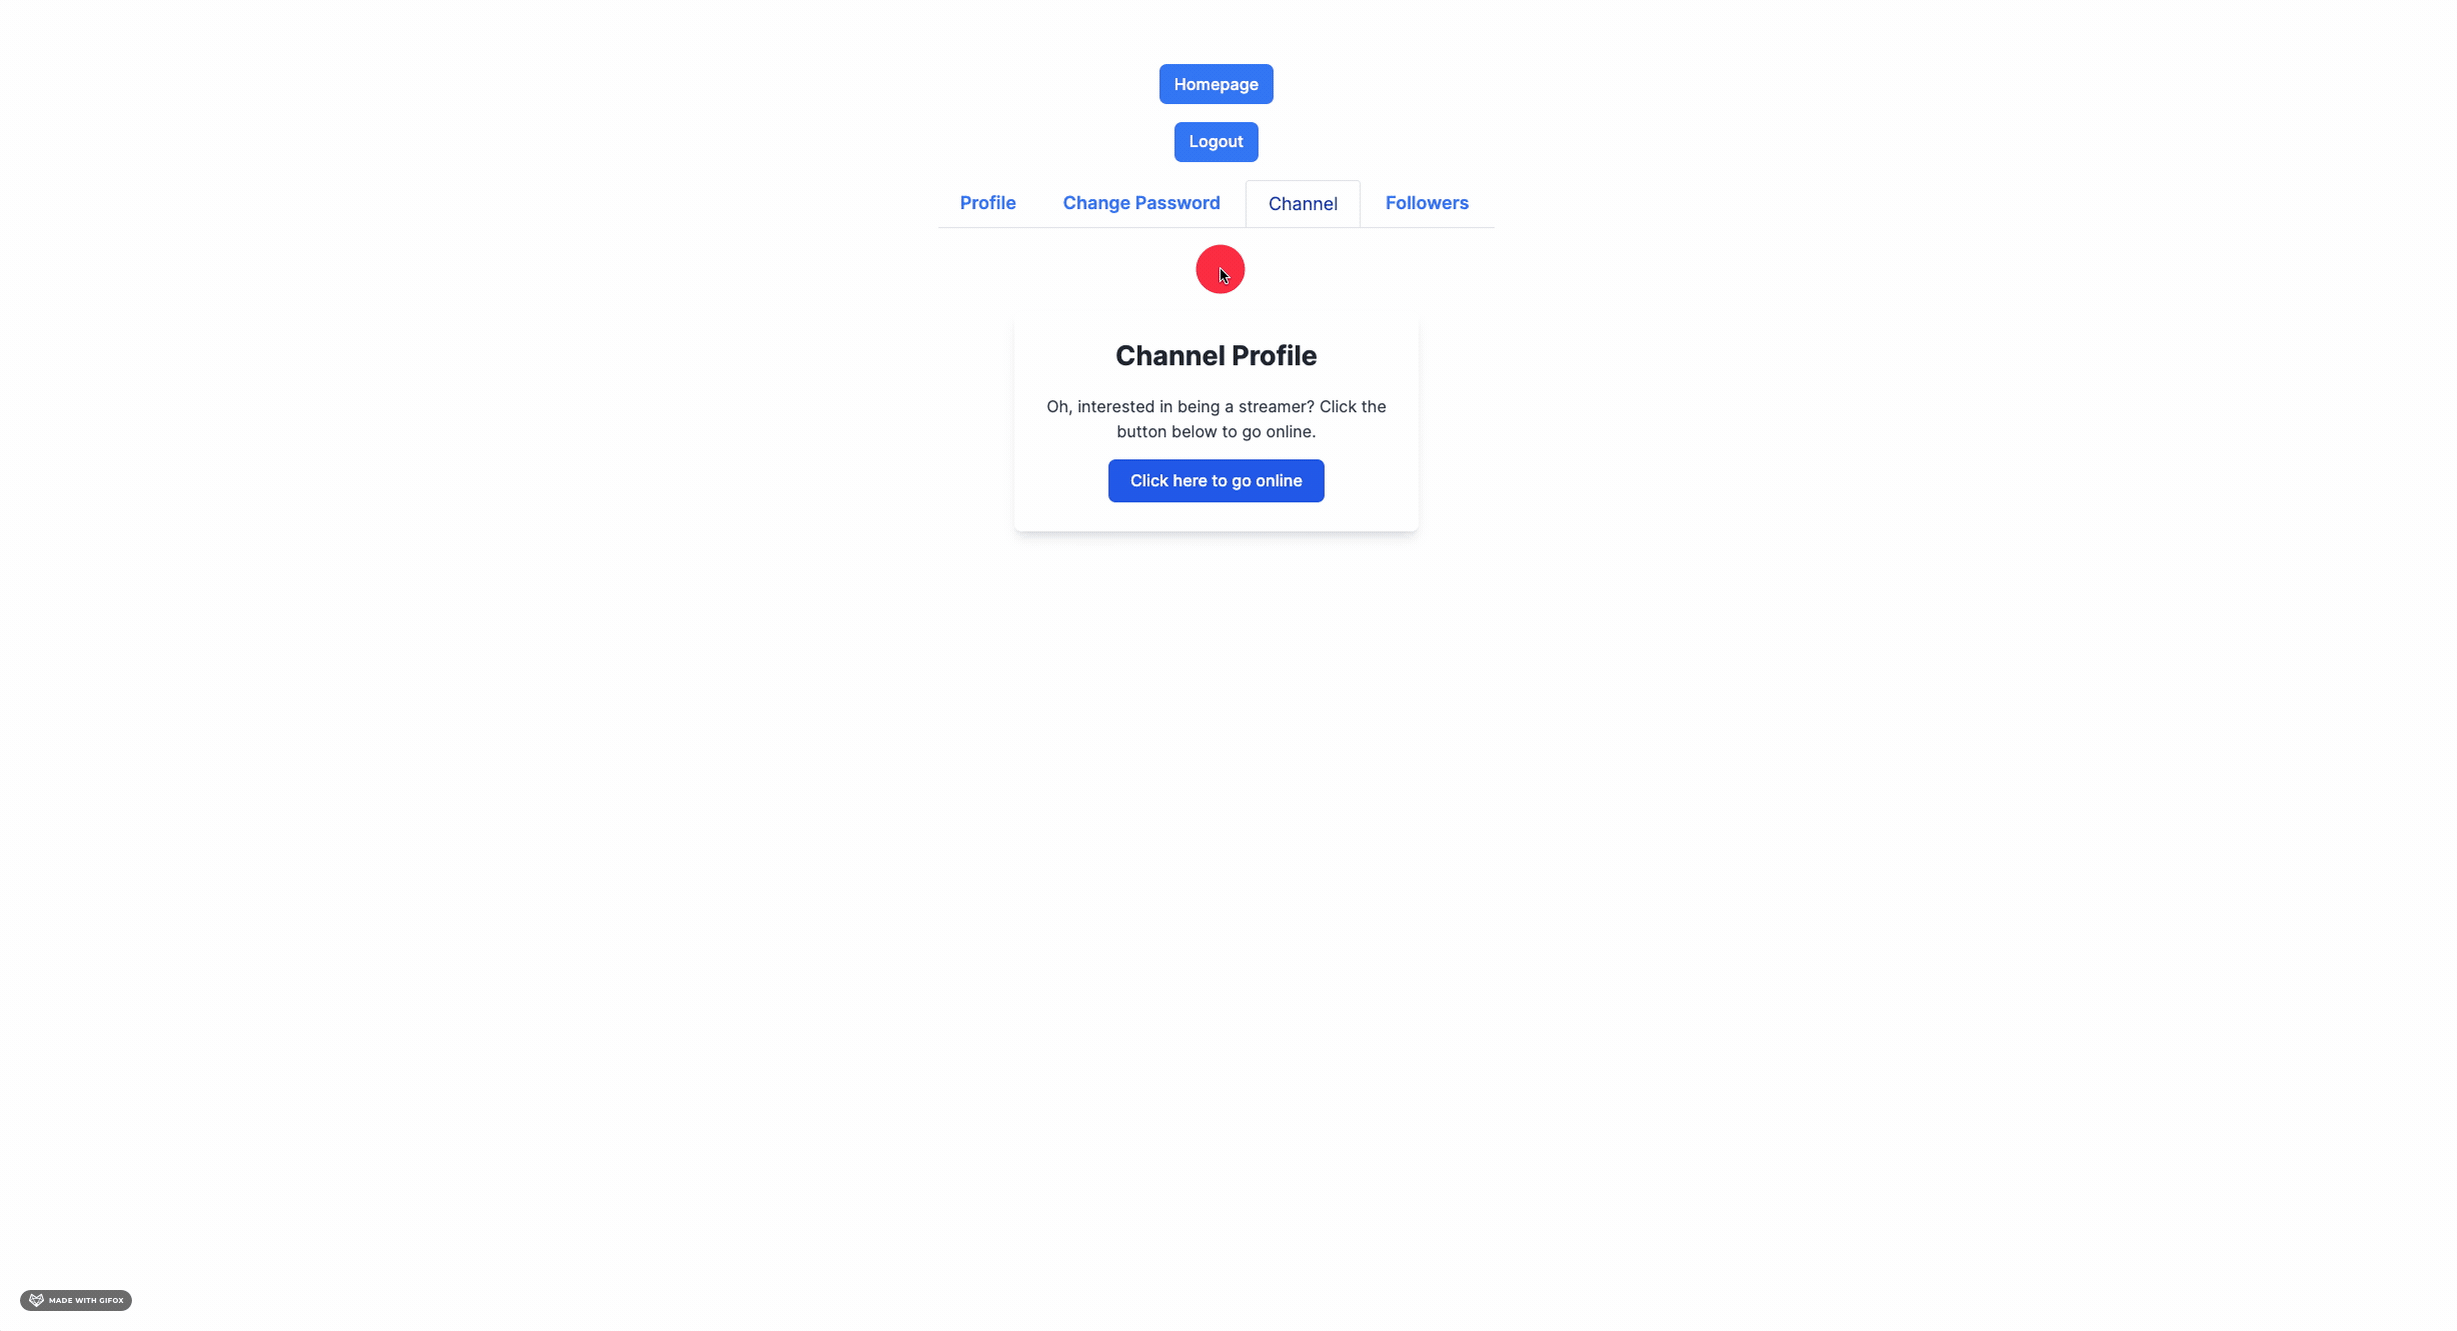 Homepage
Logout
Profile Change Password Channel Followers
Channel Profile
Oh, interested in being a streamer? Click the
button below to go online.
Click here to go online
MADE WITH GIFOX